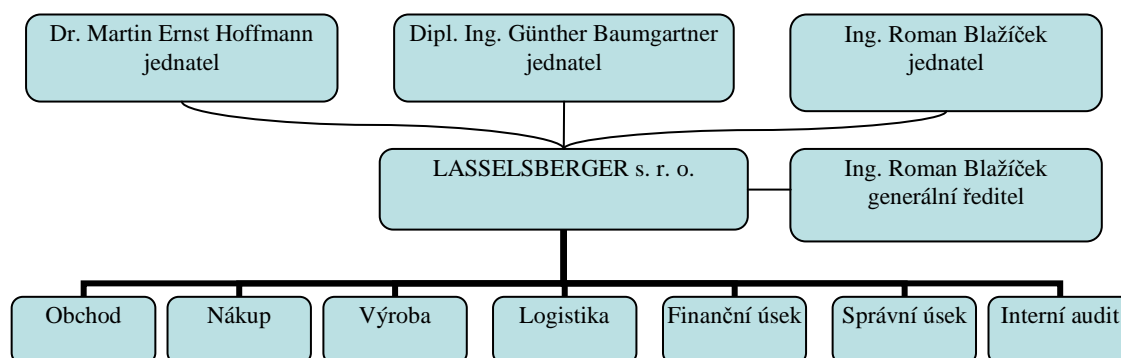 Dr. Martin Ernst Hoffmann
jednatel
Dipl. Ing. Günther Baumgartner
jednatel
Ing. Roman Blažíček
jednatel
LASSELSBERGER s. r. o.
Ing. Roman Blažíček
generální ředitel
Obchod
Nákup
Výroba
Logistika
Finanční úsek
Správní úsek
Interní audit